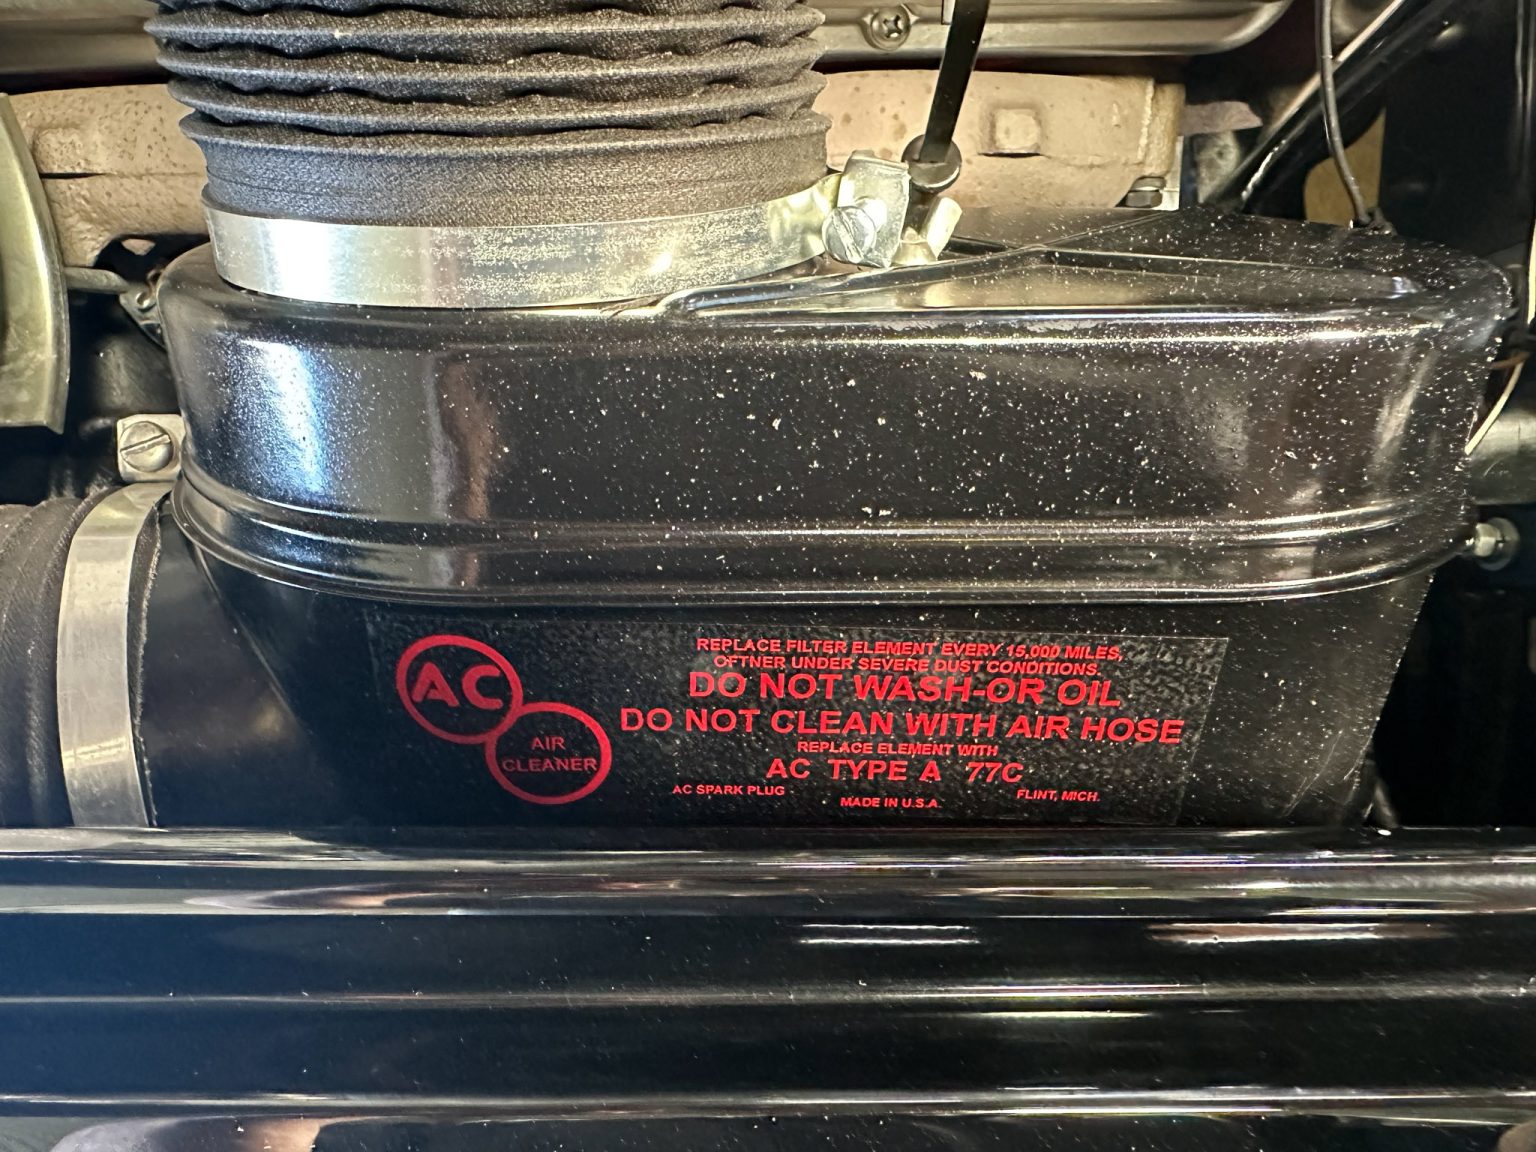 AC
AIR
CLEANER
REPLACE FILTER ELEMENT EVERY 15,000 MILES,
OFTNER UNDER SEVERE DUST CONDITIONS.
DO NOT WASH-OR OIL
DO NOT CLEAN WITH AIR HOSE
REPLACE ELEMENT WITH
AC TYPE A 77C
AC SPARK PLUG
FLINT, MICH.
MADE IN U.S.A.